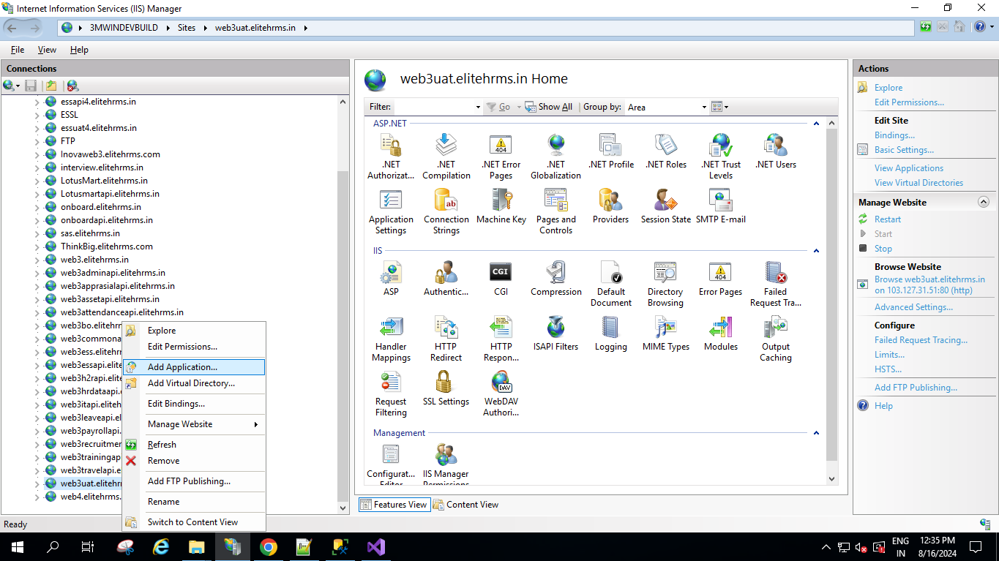 Internet Information Services (IIS) Manager
3MWINDEVBUILD
Sites
web3uat.elitehrms.in
File View Help
Connections
essapi4.elitehrms.in
ESSL
essuat4.elitehrms.in
FTP
Inovaweb3.elitehrms.com
interview.elitehrms.in
LotusMart.elitehrms.in
Lotusmartapi.elitehrms.in
onboard.elitehrms.in
onboardapi.elitehrms.in
sas.elitehrms.in
ThinkBig.elitehrms.com
web3.elitehrms.in
web3adminapi.elitehrms.in
web3apprasialapi.elitehrms.in
web3assetapi.elitehrms.in
web3attendanceapi.elitehrms.in
web3bo.elitehrm
web3commona
web3ess.elitehrm
web3essapi.elite
web3h2rapi.elite
web3hrdataapi.e
web3itapi.eliteh
web3leaveapi.el
web3payrollapi.
web3recruitmen
web3trainingap
web3travelapi.e
web3uat.elitehrm
web4.elitehrms.
Explore
Edit Permissions...
Add Application...
Add Virtual Directory...
Edit Bindings...
Manage Website
Refresh
Remove
Add FTP Publishing...
Rename
Switch to Content View
web3uat.elitehrms.in Home
Filter: Go Show All Group by: Area
ASP.NET
.NET Authorizat...
.NET Compilation
.NET Error Pages
.NET Globalization
.NET Profile
.NET Roles
.NET Trust Levels
.NET Users
Application Settings
Connection Strings
Machine Key
Pages and Controls
Providers
Session State
SMTP E-mail
IIS
ASP
Authentic...
CGI
Compression
Default Document
Directory Browsing
Error Pages
Failed Request Tra...
Handler Mappings
HTTP Redirect
HTTP Respon...
ISAPI Filters
Logging
MIME Types
Modules
Output Caching
Request Filtering
SSL Settings
WebDAV Authori...
Management
Configurat... Editor
IIS Manager Permissions
Features View
Content View
Actions
Explore
Edit Permissions...
Edit Site
Bindings...
Basic Settings...
View Applications
View Virtual Directories
Manage Website
Restart
Start
Stop
Browse Website
Browse web3uat.elitehrms.in
on 103.127.31.51:80 (http)
Advanced Settings...
Configure
Failed Request Tracing...
Limits...
HSTS...
Add FTP Publishing...
Help
Ready
ENG
IN
12:35 PM
8/16/2024